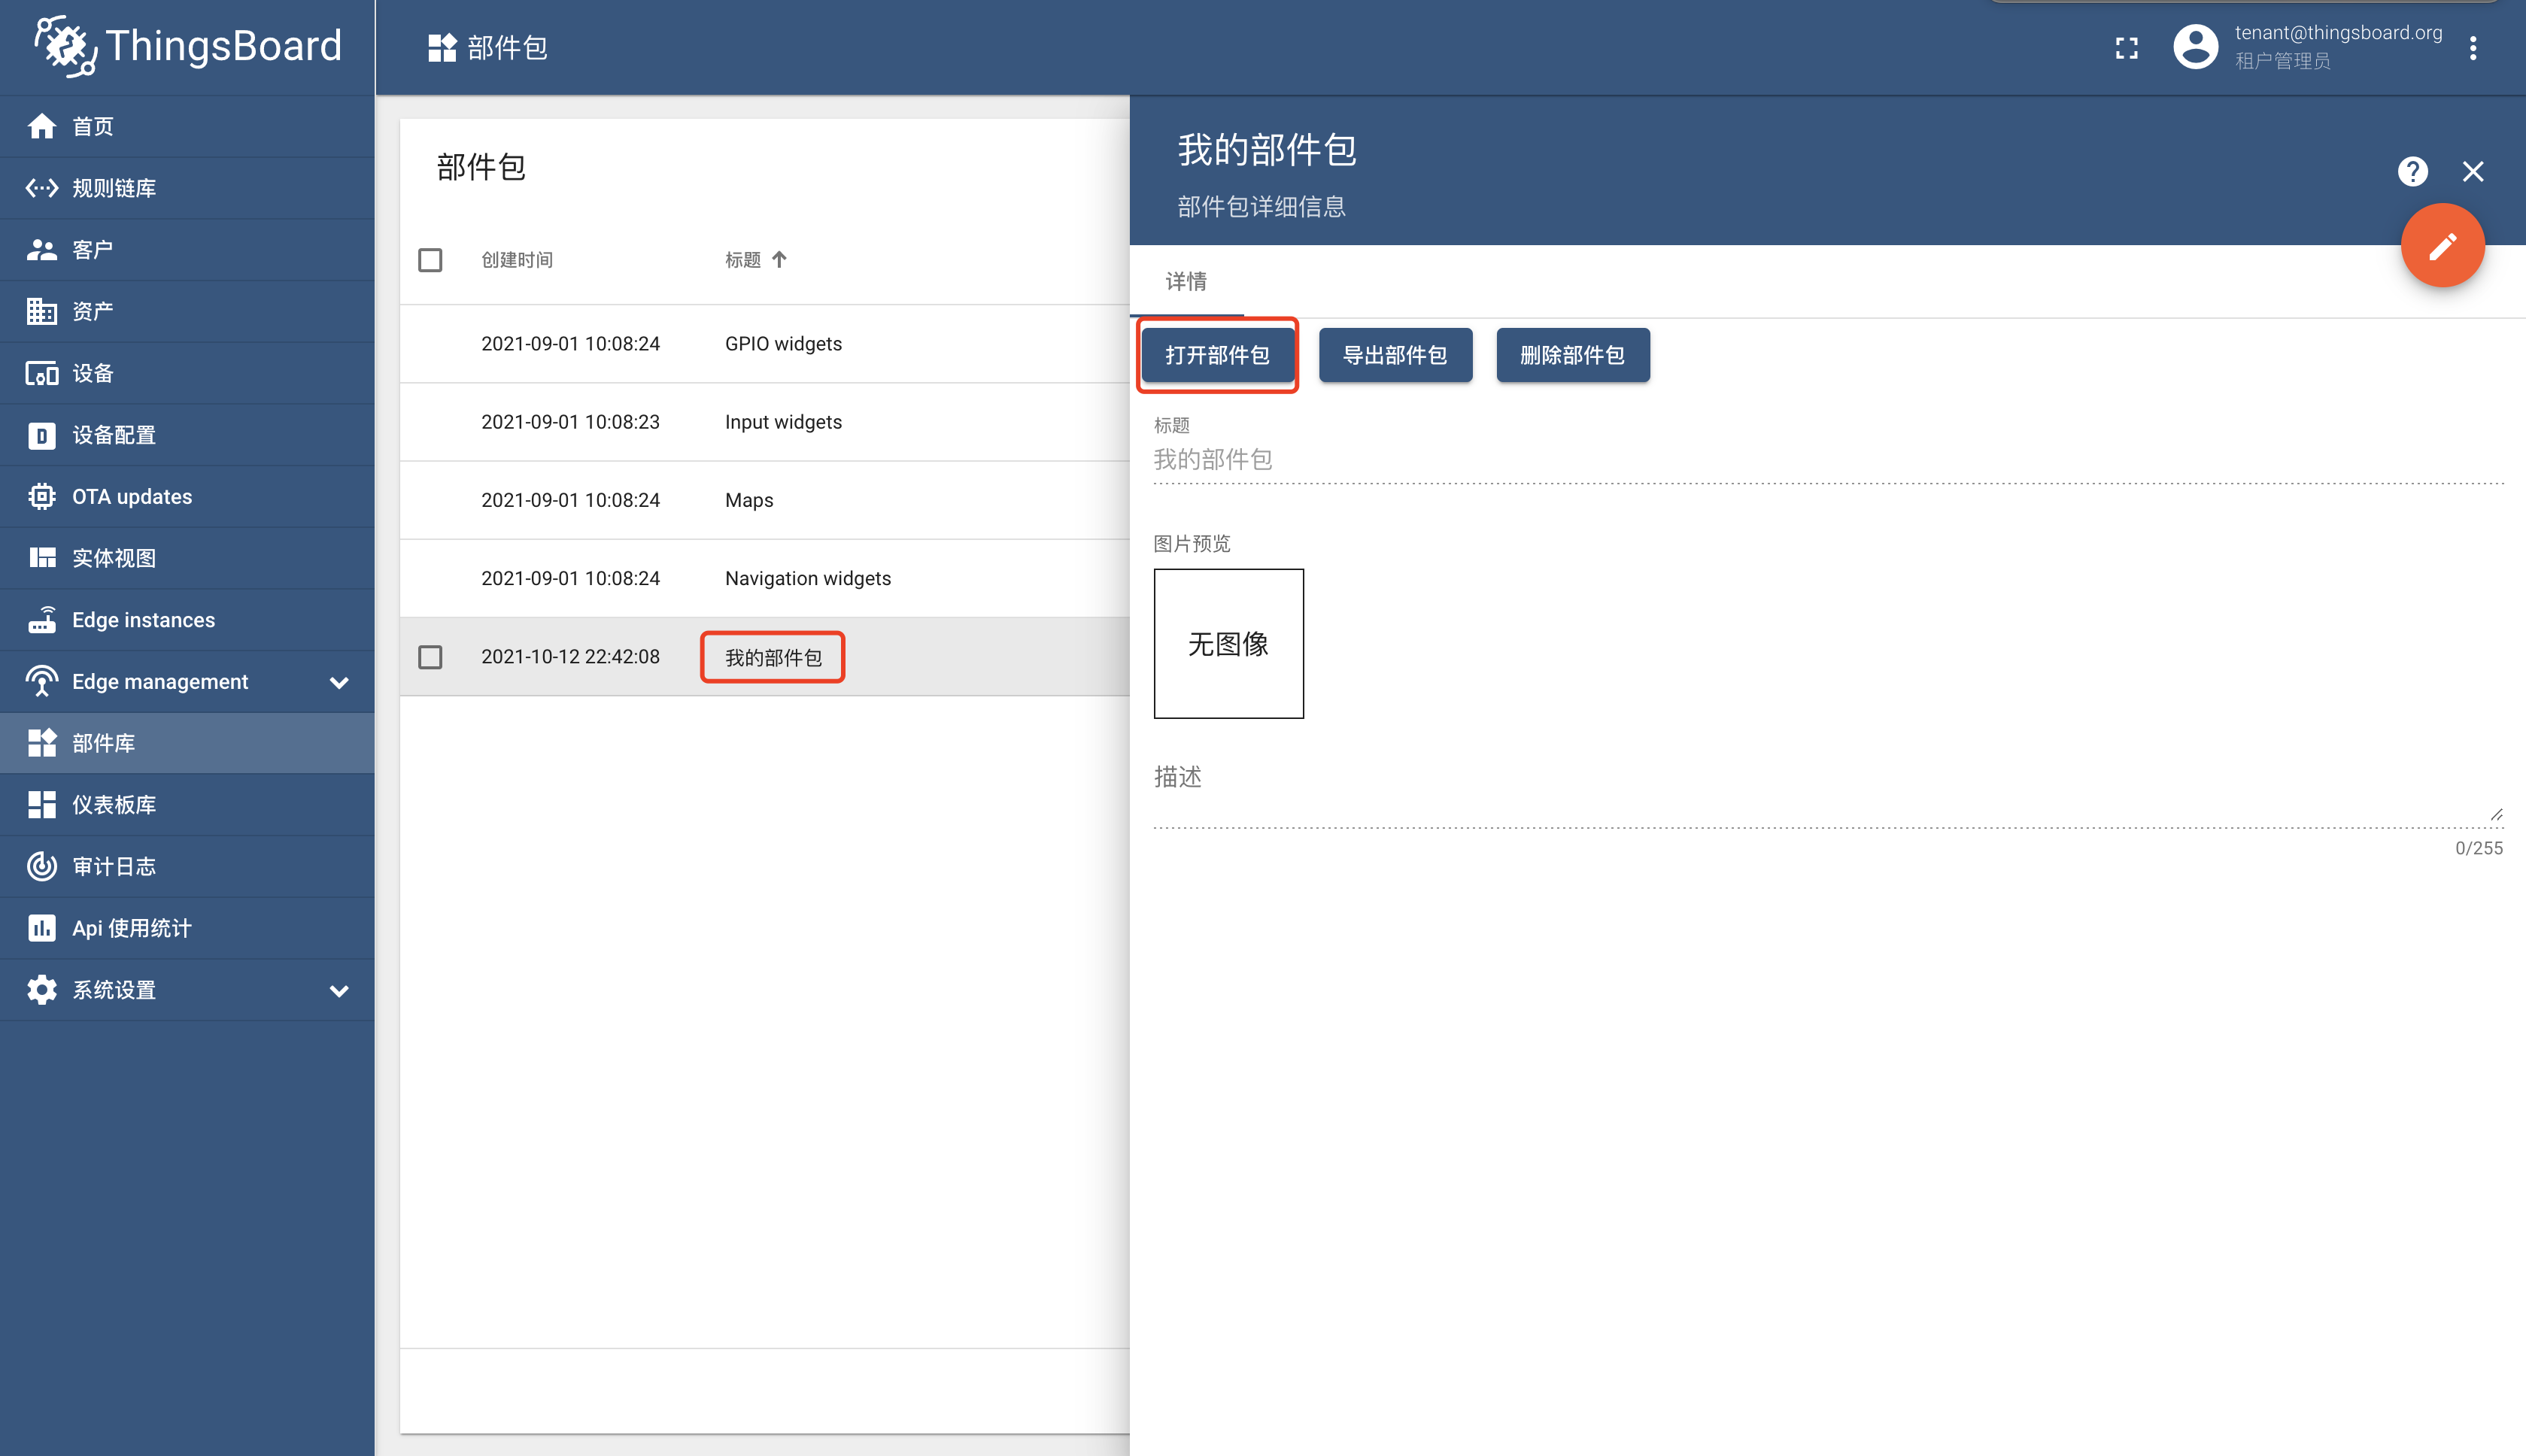 ThingsBoard
部件包
tenant@thingsboard.org
租户管理员
首页
规则链库
客户
资产
设备
设备配置
OTA updates
实体视图
Edge instances
Edge management
部件库
仪表板库
审计日志
Api 使用统计
系统设置
部件包
创建时间 标题
2021-09-01 10:08:24 GPIO widgets
2021-09-01 10:08:23 Input widgets
2021-09-01 10:08:24 Maps
2021-09-01 10:08:24 Navigation widgets
2021-10-12 22:42:08 我的部件包
我的部件包
部件包详细信息
详情
打开部件包 导出部件包 删除部件包
标题
我的部件包
图片预览
无图像
描述
0/255